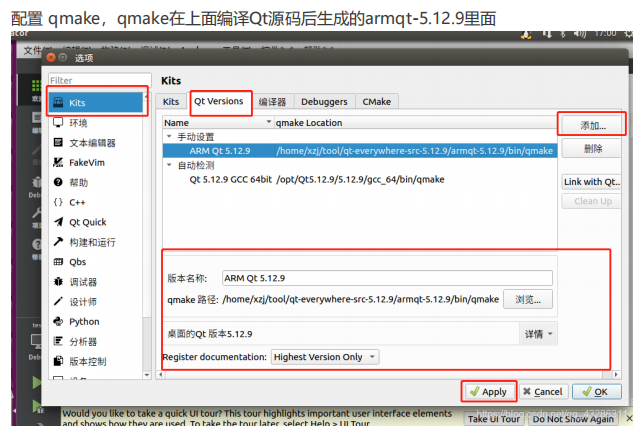 配置 qmake，qmake在上面编译Qt源码后生成的armqt-5.12.9里面
ator
17:00
文件(
选项
Filter
Kits
环境
文本编辑器
FakeVim
帮助
C++
Qt Quick
构建和运行
Qbs
调试器
设计师
Python
分析器
版本控制
Kits
Kits Qt Versions 编译器 Debuggers CMake
Name qmake Location
手动设置
ARM Qt 5.12.9 /home/xzj/tool/qt-everywhere-src-5.12.9/armqt-5.12.9/bin/qmake
自动检测
Qt 5.12.9 GCC 64bit /opt/Qt5.12.9/5.12.9/gcc_64/bin/qmake
添加...
删除
Link with Qt..
Clean Up
版本名称: ARM Qt 5.12.9
qmake 路径: /home/xzj/tool/qt-everywhere-src-5.12.9/armqt-5.12.9/bin/qmake 浏览...
桌面的Qt 版本5.12.9 详情
Register documentation: Highest Version Only
Apply Cancel OK
Would you like to take a quick UI tour? This tour highlights important user interface elements
and shows how they are used. To take the tour later, select Help > UI Tour.
Take UI Tour Do Not Show Again